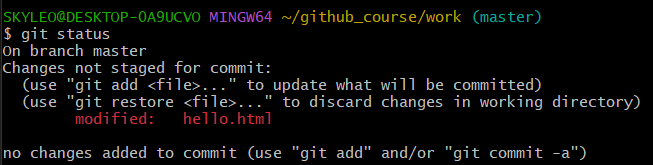 SKYLEO@DESKTOP-OA9UCVO MINGW64 ~/github_course/work (master)
$ git status
On branch master
Changes not staged for commit:
  (use "git add <file>..." to update what will be committed)
  (use "git restore <file>..." to discard changes in working directory)
        modified:   hello.html

no changes added to commit (use "git add" and/or "git commit -a")